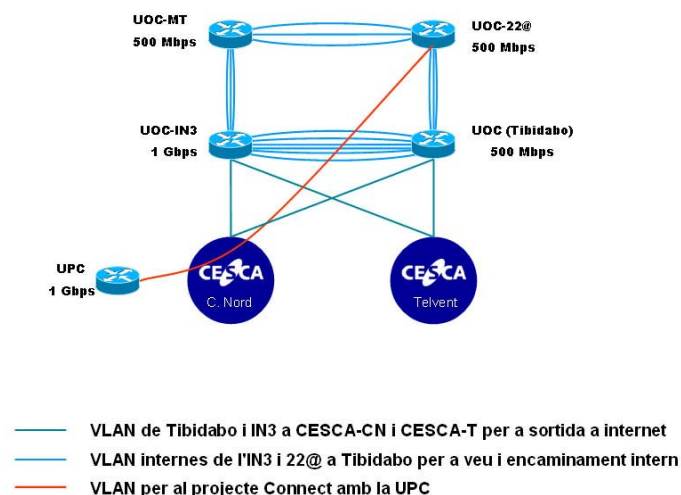 UOC-MT
500 Mbps
UOC-22@
500 Mbps
UOC-IN3
1 Gbps
UOC (Tibidabo)
500 Mbps
UPC
1 Gbps
CESCA
C. Nord
CESCA
Telvent
VLAN de Tibidabo i IN3 a CESCA-CN i CESCA-T per a sortida a internet
VLAN internes de l'IN3 i 22@ a Tibidabo per a veu i encaminament intern
VLAN per al projecte Connect amb la UPC